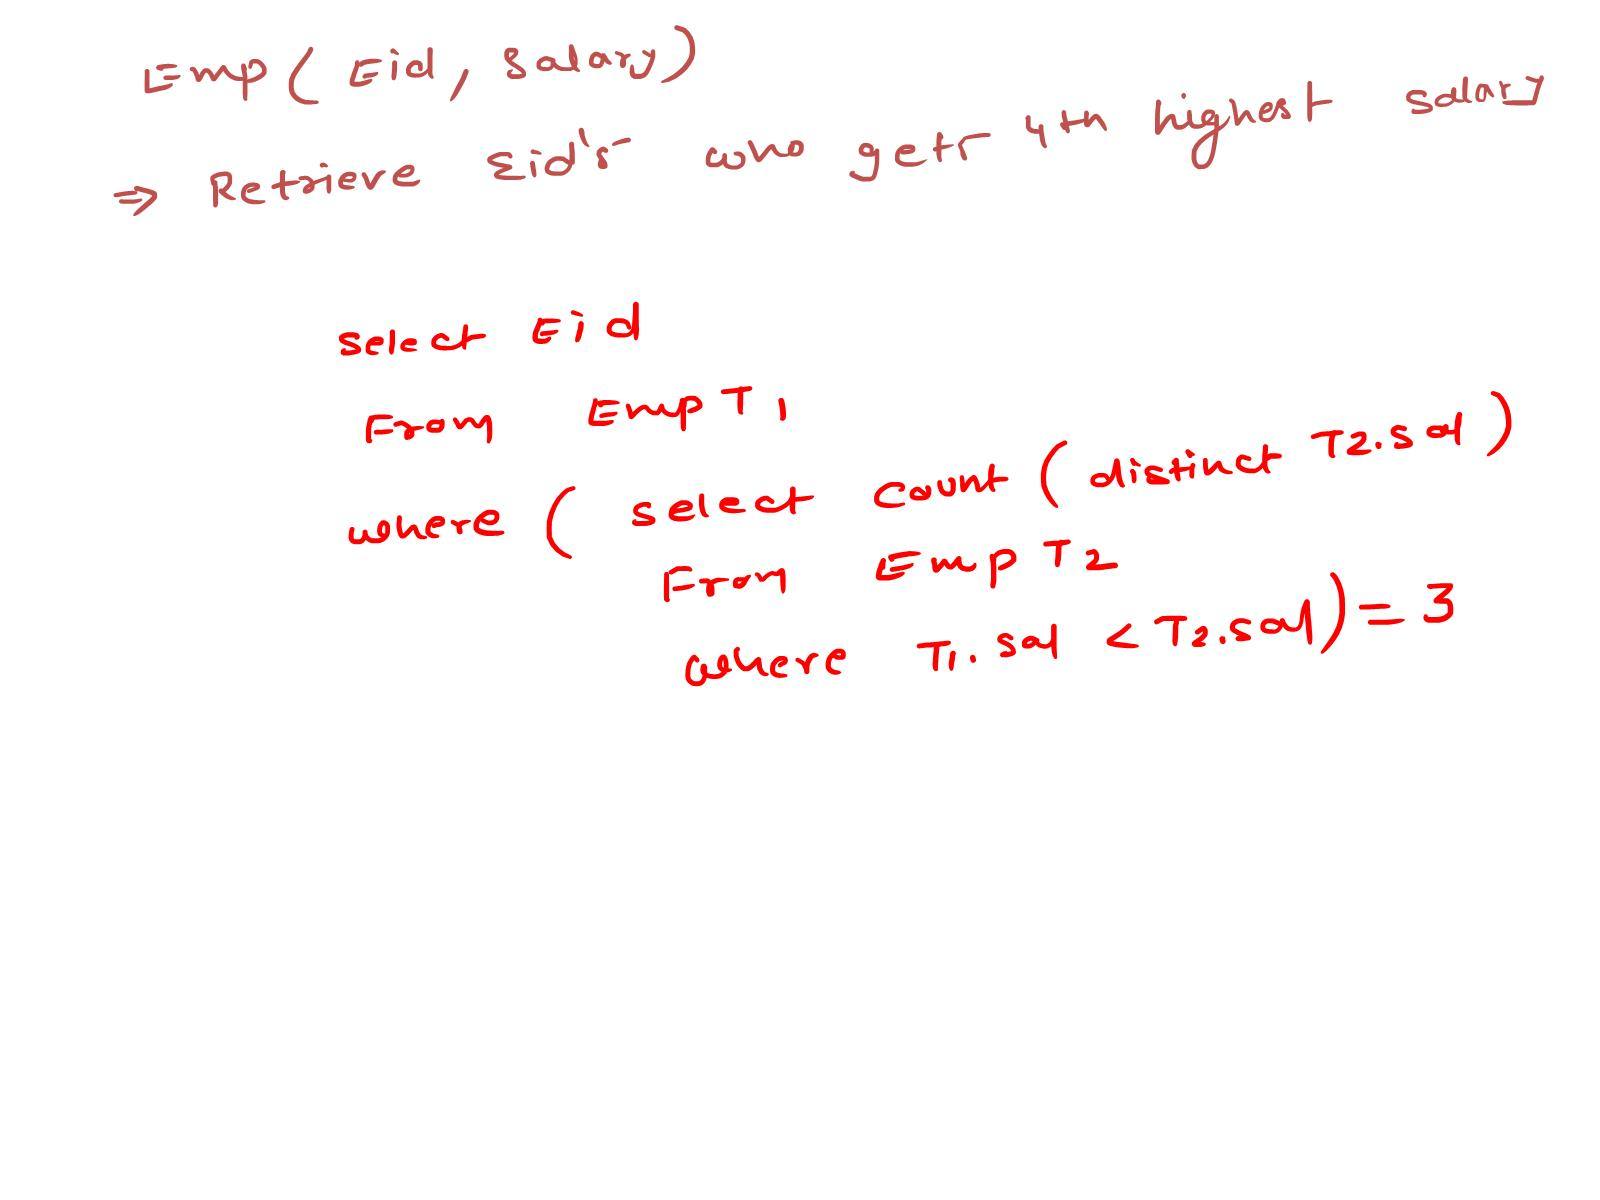 Emp ( Eid, Salary)
⇒ Retrieve Eid's who gets 4th highest salary
select Eid
From Emp T1
where ( select count ( distinct T2.sal )
From Emp T2
where T1.sal < T2.sal) = 3